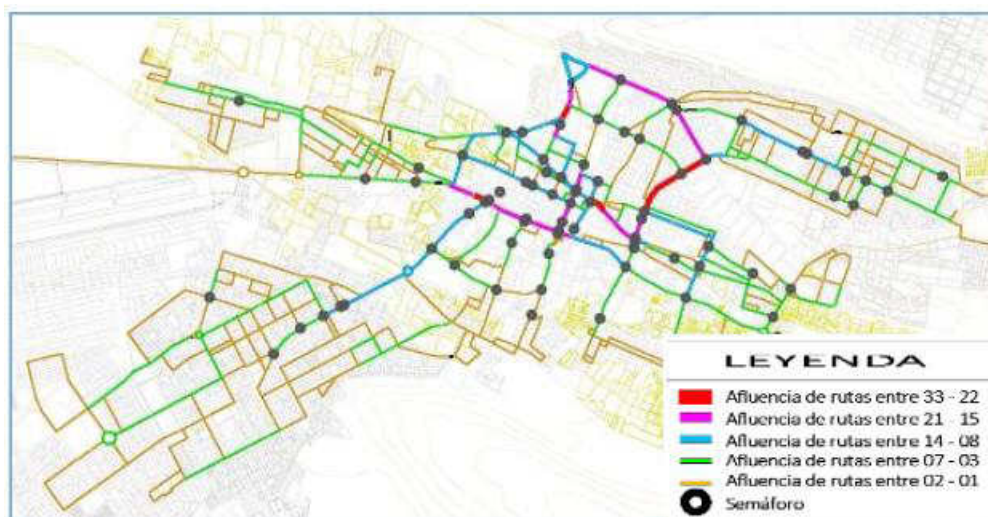 LEYENDA
Afluencia de rutas entre 33 - 22
Afluencia de rutas entre 21 - 15
Afluencia de rutas entre 14 - 08
Afluencia de rutas entre 07 - 03
Afluencia de rutas entre 02 - 01
Semáforo